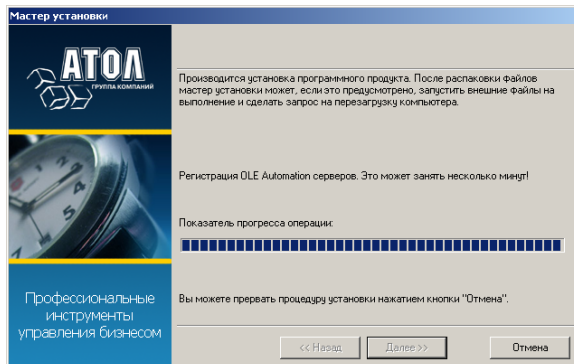 Мастер установки
АТОЛ
ГРУППА КОМПАНИЙ
Производится установка программного продукта. После распаковки файлов
мастер установки может, если это предусмотрено, запустить внешние файлы на
выполнение и сделать запрос на перезагрузку компьютера.
Регистрация OLE Automation серверов. Это может занять несколько минут!
Показатель прогресса операции:
Вы можете прервать процедуру установки нажатием кнопки "Отмена".
Профессиональные
инструменты
управления бизнесом
<< Назад
Далее >>
Отмена